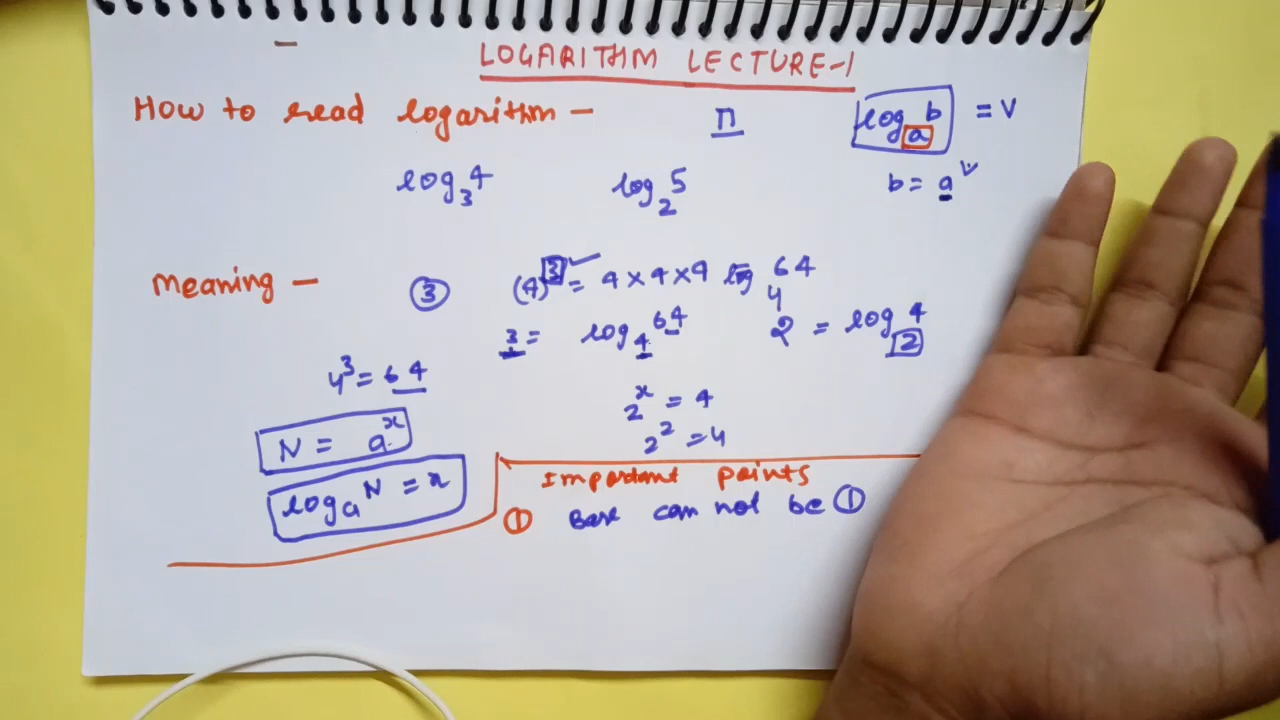 LOGARITHM LECTURE-1
How to read logarithm - n log_a b = v
log_3 4 log_2 5 b = a^v
Meaning - ③ (4)^3 = 4 × 4 × 4 log_4 64
3 = log_4 64 2 = log_2 4
4^3 = 64 2^x = 4
N = a^x 2^2 = 4
log_a N = x Important points
① Base can not be ①